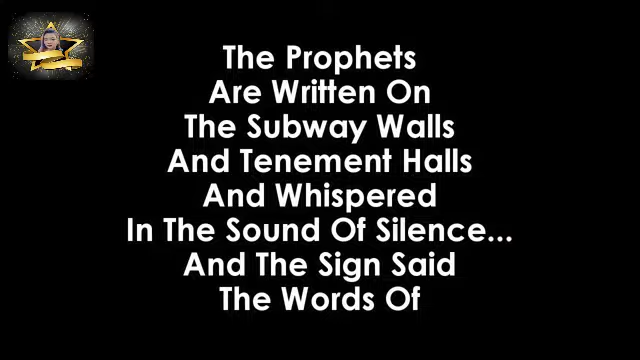 The Prophets
Are Written On
The Subway Walls
And Tenement Halls
And Whispered
In The Sound Of Silence...
And The Sign Said
The Words Of